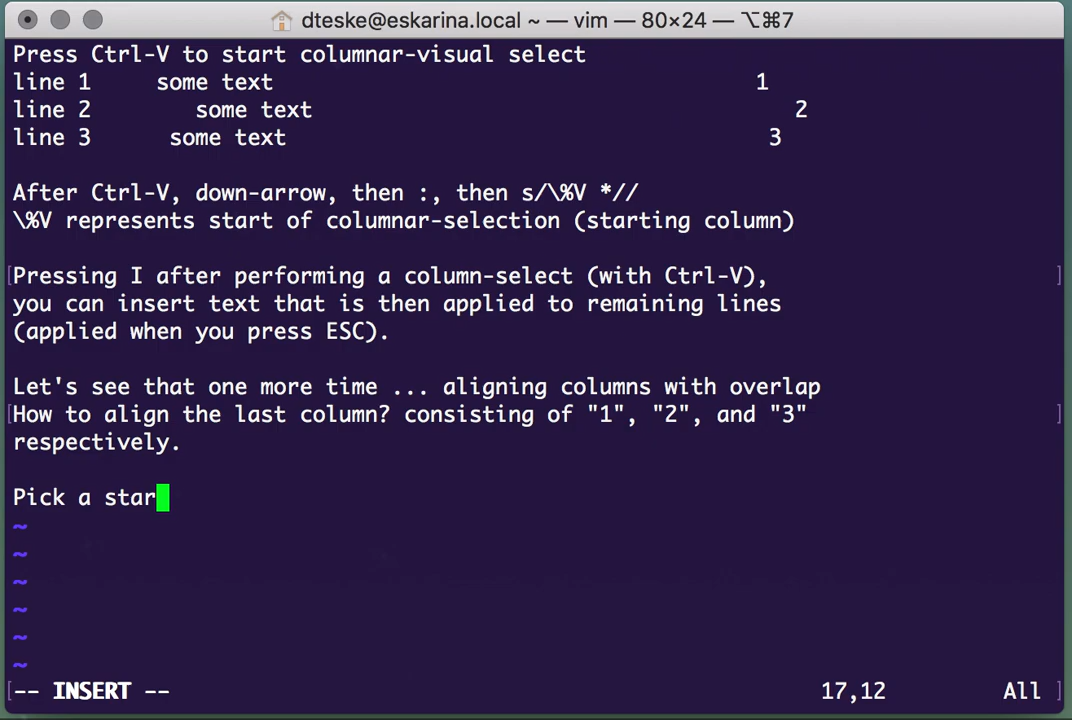 dteske@eskarina.local ~ — vim — 80×24 — ⌥⌘7
Press Ctrl-V to start columnar-visual select
line 1     some text                                     1
line 2        some text                                     2
line 3      some text                                     3
After Ctrl-V, down-arrow, then :, then s/\%V *//
\%V represents start of columnar-selection (starting column)
[Pressing I after performing a column-select (with Ctrl-V), ]
you can insert text that is then applied to remaining lines
(applied when you press ESC).
Let's see that one more time ... aligning columns with overlap
[How to align the last column? consisting of "1", "2", and "3" ]
respectively.
Pick a star
~
~
~
~
~
~
[-- INSERT -- 17,12 All ]